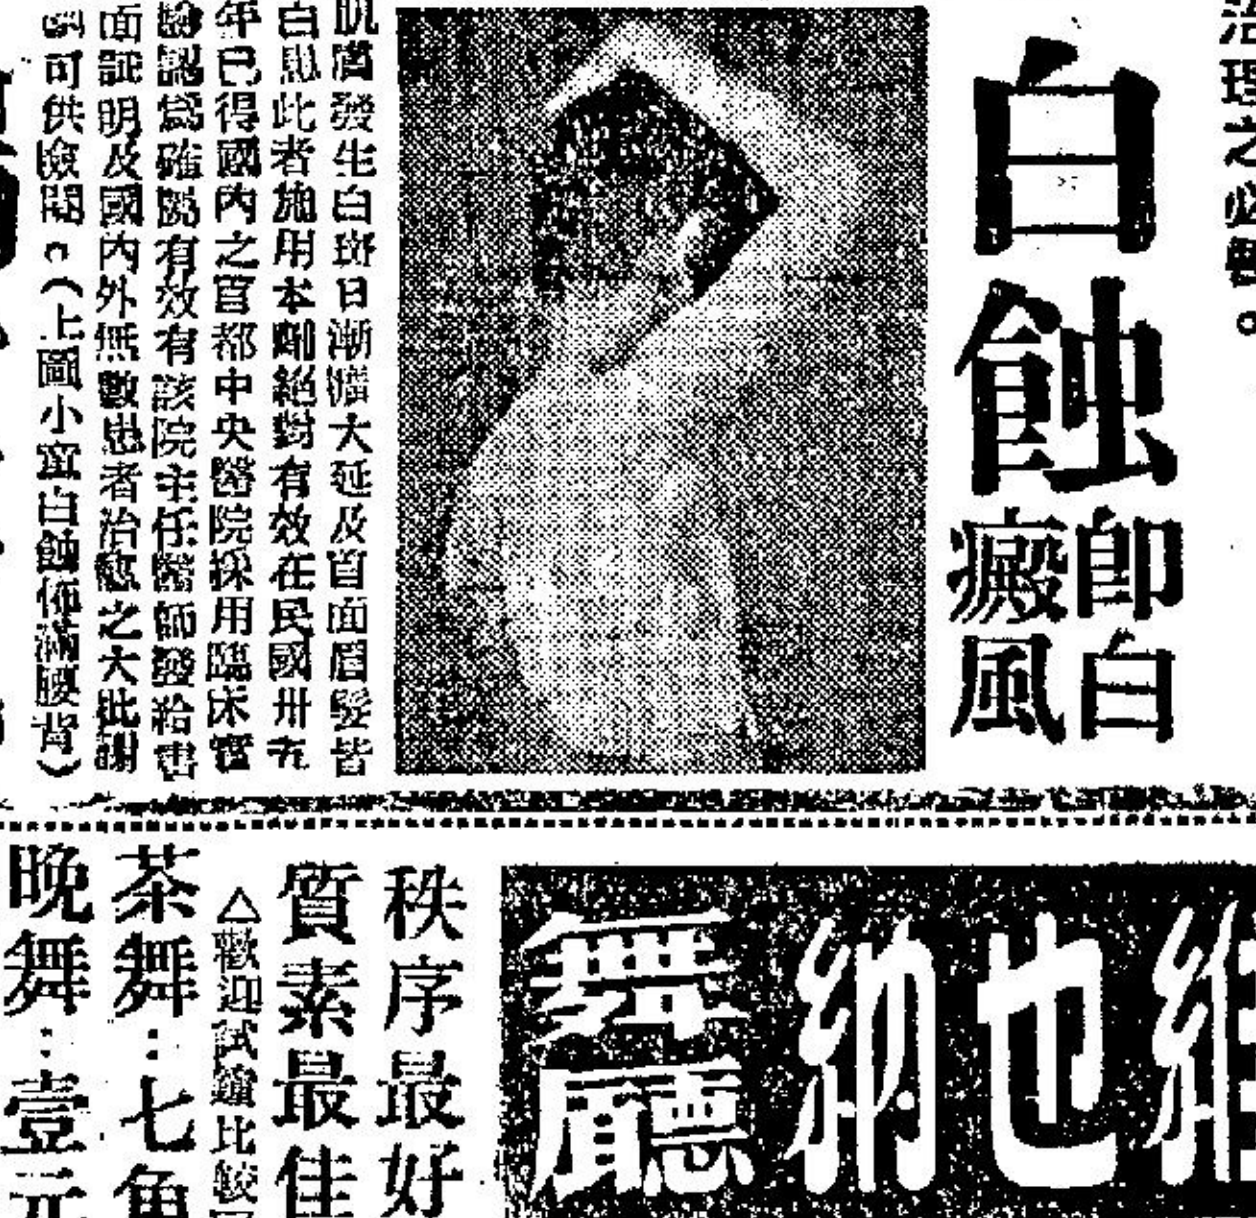 治理之必要。
白蝕
即白
癜風
肌膚發生白斑日漸擴大延及首面眉髮皆
白患此者施用本劑絕對有效在民國卅五
年已得國內之首都中央醫院採用臨床實
驗認爲確屬有效有該院主任醫師發給書
面証明及國內外無數患者治愈之大批謝
可供撿閱。(上圖小窗白蝕佈滿腰背)
維也納
舞廳
秩序最好
質素最佳
△歡迎試鐘比較
茶舞:七角
晚舞:壹元